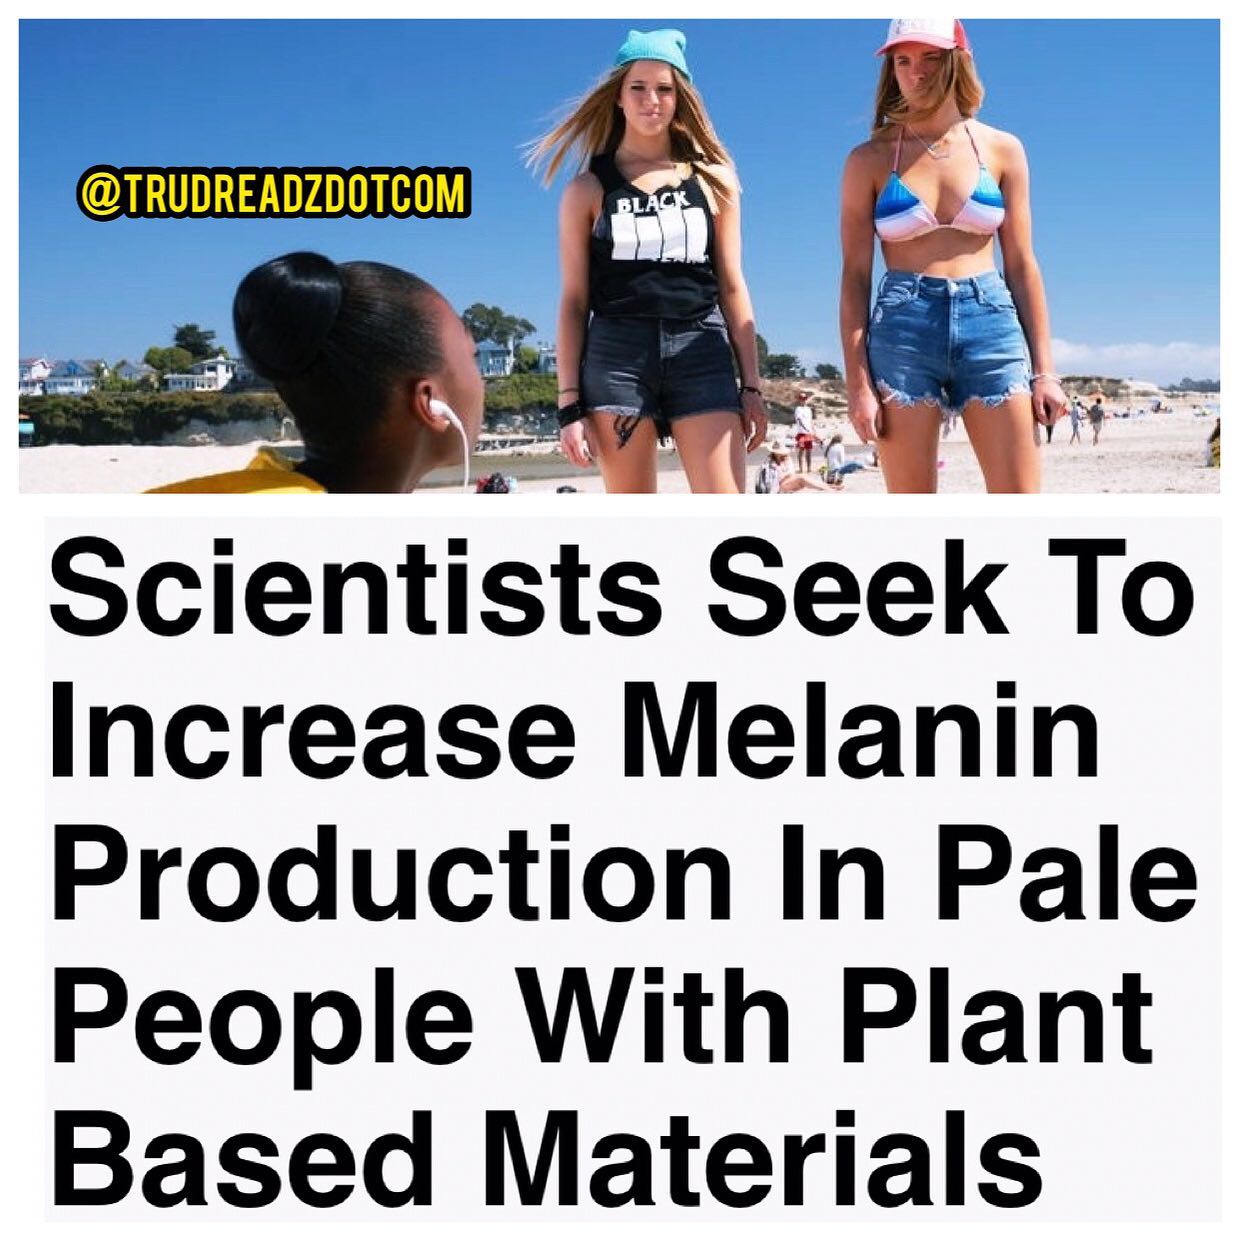 @TRUDREADZDOTCOM
BLACK
Scientists Seek To
Increase Melanin
Production In Pale
People With Plant
Based Materials